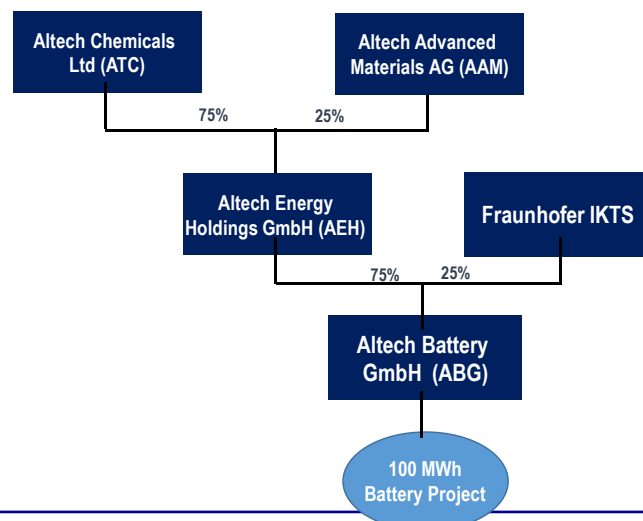 Altech Chemicals
Ltd (ATC)
Altech Advanced
Materials AG (AAM)
75%
25%
Altech Energy
Holdings GmbH (AEH)
Fraunhofer IKTS
75%
25%
Altech Battery
GmbH (ABG)
100 MWh
Battery Project